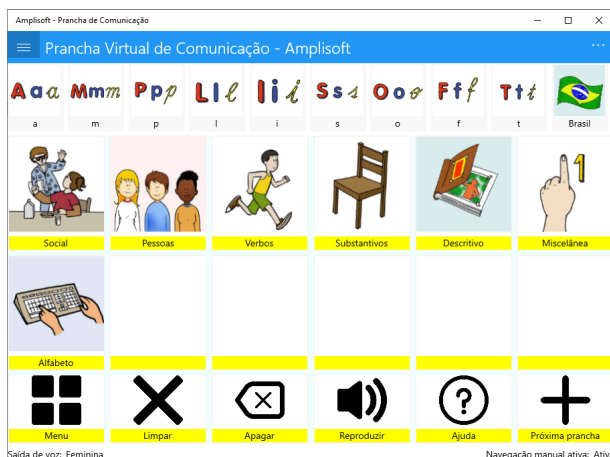 Amplisoft - Prancha de Comunicação
Prancha Virtual de Comunicação - Amplisoft
Aaa Mmm Ppp Lll Iii Sss Ooo Fff Ttt
a m p l i s o f t Brasil
1
Social Pessoas Verbos Substantivos Descritivo Miscelânea
Alfabeto
Menu Limpar Apagar Reproduzir Ajuda Próxima prancha
Saída de voz: Feminina Navegação manual ativa: Ativ